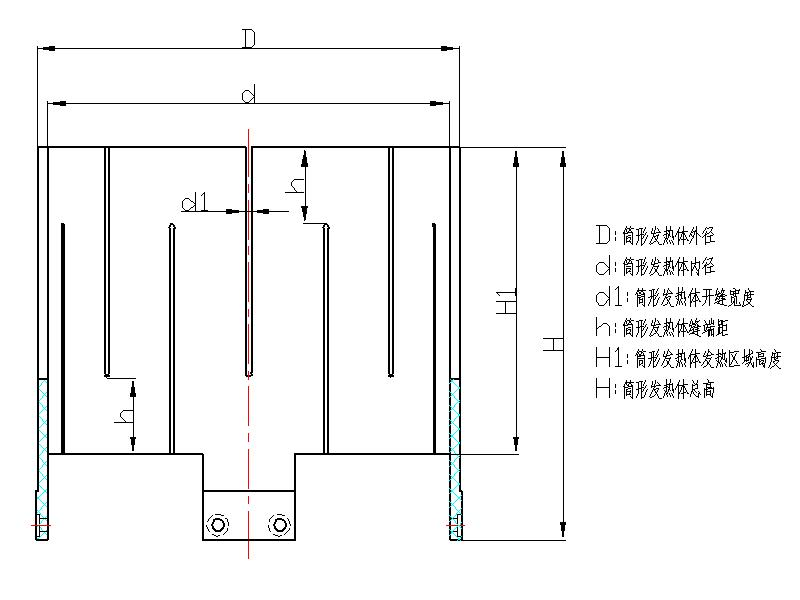 D
d
d1
h
h
H1
H
D:筒形发热体外径
d:筒形发热体内径
d1:筒形发热体开缝宽度
h:筒形发热体缝端距
H1:筒形发热体发热区域高度
H:筒形发热体总高